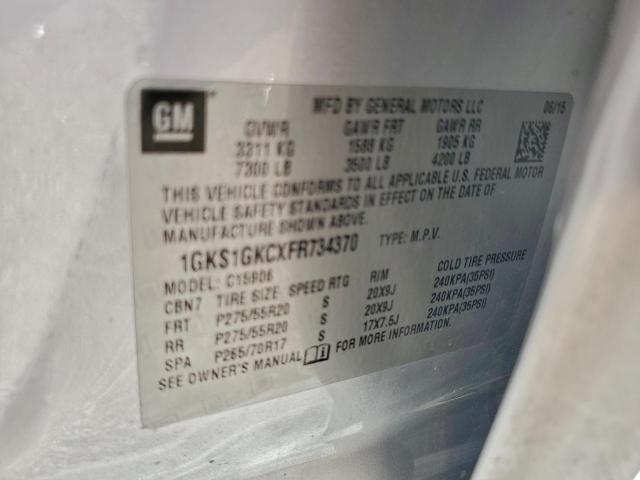 GM
MFD BY GENERAL MOTORS LLC 06/15
GVWR GAWR FRT GAWR RR
3311 KG 1588 KG 1905 KG
7300 LB 3500 LB 4200 LB
THIS VEHICLE CONFORMS TO ALL APPLICABLE U.S. FEDERAL MOTOR
VEHICLE SAFETY STANDARDS IN EFFECT ON THE DATE OF
MANUFACTURE SHOWN ABOVE.
1GKS1GKCXFR734370 TYPE: M.P.V.
MODEL: C15906
CBN7 TIRE SIZE SPEED RTG RIM COLD TIRE PRESSURE
FRT P275/55R20 S 20X9J 240KPA(35PSI)
RR P275/55R20 S 20X9J 240KPA(35PSI)
SPA P265/70R17 S 17X7.5J 240KPA(35PSI)
SEE OWNER'S MANUAL FOR MORE INFORMATION.